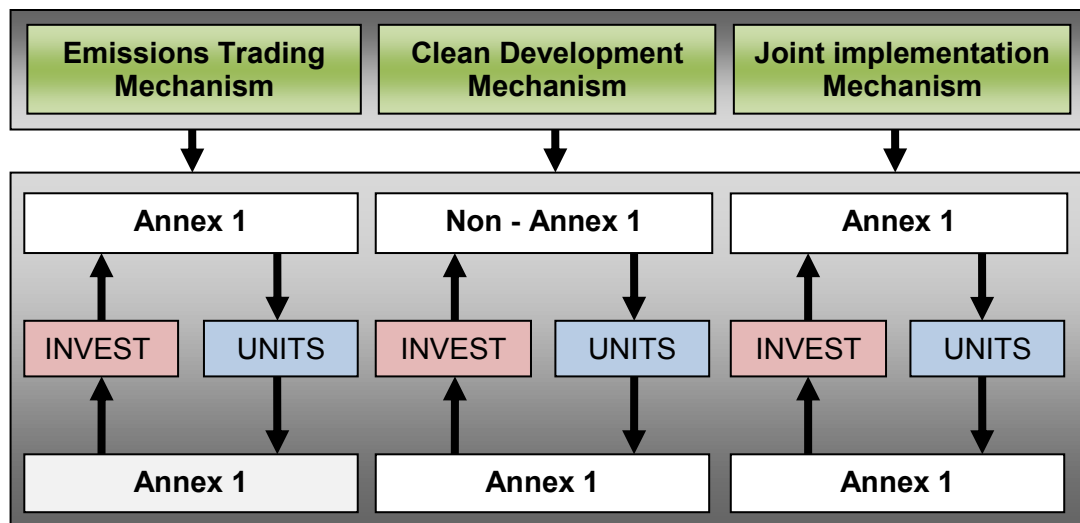 Emissions Trading
Mechanism
Clean Development
Mechanism
Joint implementation
Mechanism
Annex 1
Non - Annex 1
Annex 1
INVEST
UNITS
INVEST
UNITS
INVEST
UNITS
Annex 1
Annex 1
Annex 1